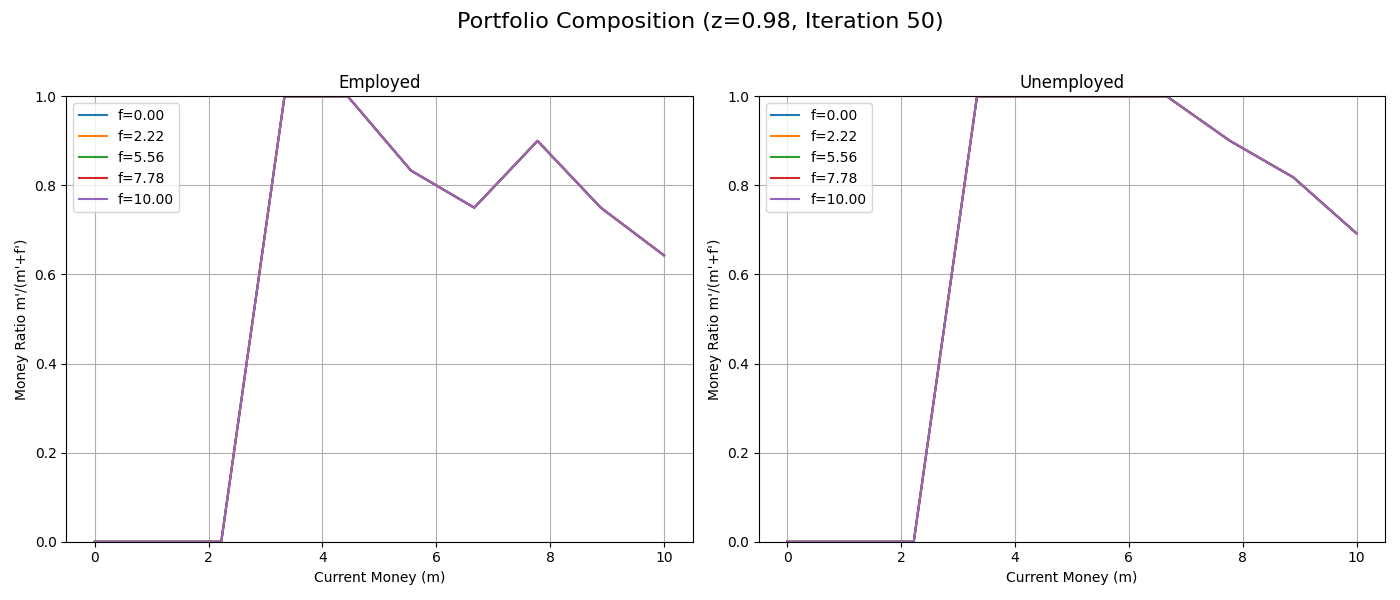 Portfolio Composition (z=0.98, Iteration 50)
Employed
Money Ratio m'/(m'+f')
1.0
0.8
0.6
0.4
0.2
0.0
f=0.00
f=2.22
f=5.56
f=7.78
f=10.00
0 2 4 6 8 10
Current Money (m)
Unemployed
Money Ratio m'/(m'+f')
1.0
0.8
0.6
0.4
0.2
0.0
f=0.00
f=2.22
f=5.56
f=7.78
f=10.00
0 2 4 6 8 10
Current Money (m)